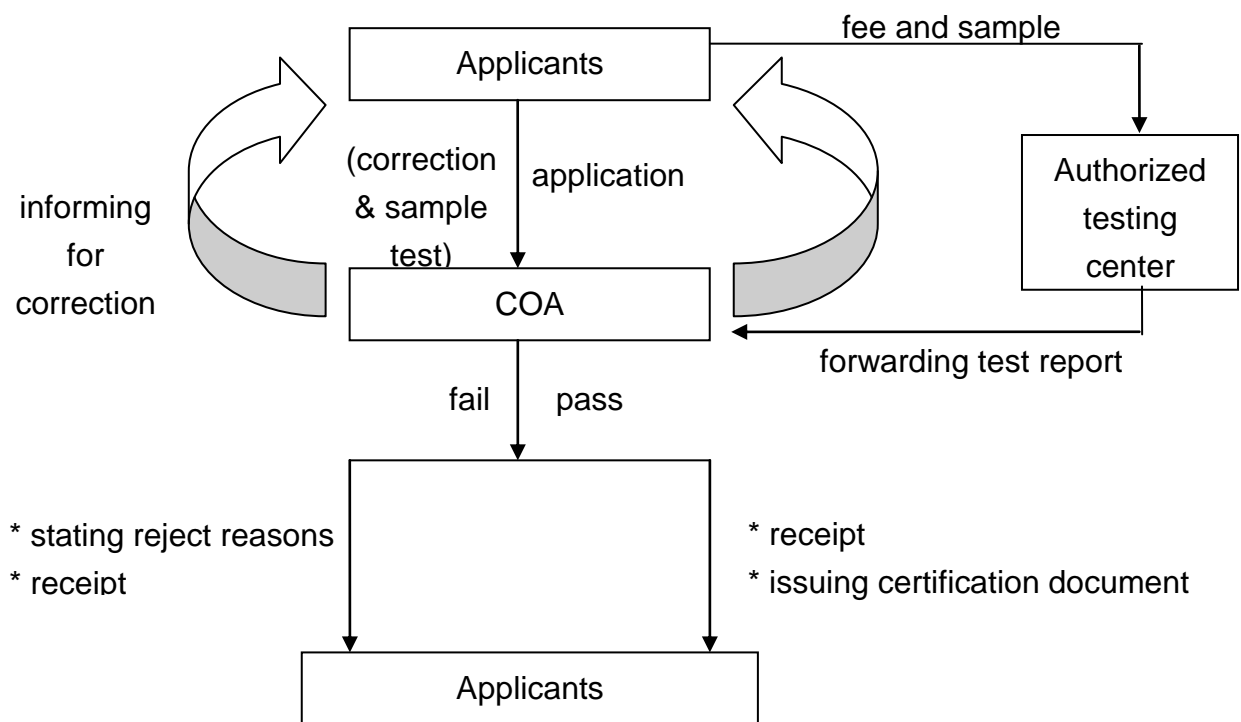 fee and sample
Applicants
(correction
& sample
test)
application
informing
for
correction
Authorized
testing
center
COA
forwarding test report
fail
pass
* stating reject reasons
* receipt
* receipt
* issuing certification document
Applicants